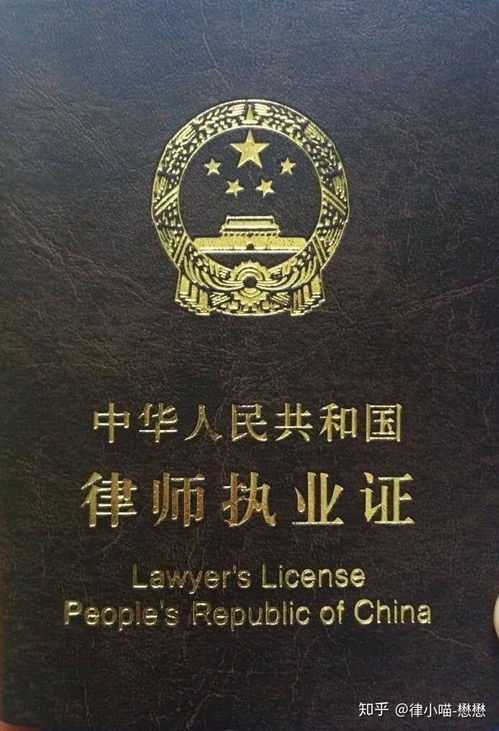 中华人民共和国
律师执业证
Lawyer's License
People's Republic of China
知乎 @律小喵-懋懋